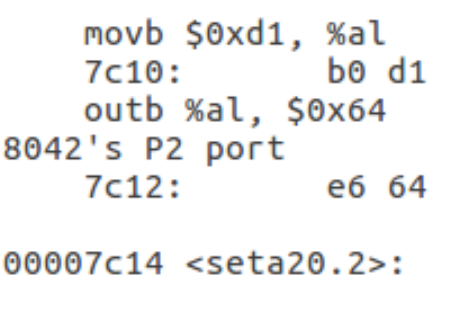 movb $0xd1, %al
7c10: b0 d1
outb %al, $0x64
8042's P2 port
7c12: e6 64
00007c14 <seta20.2>: